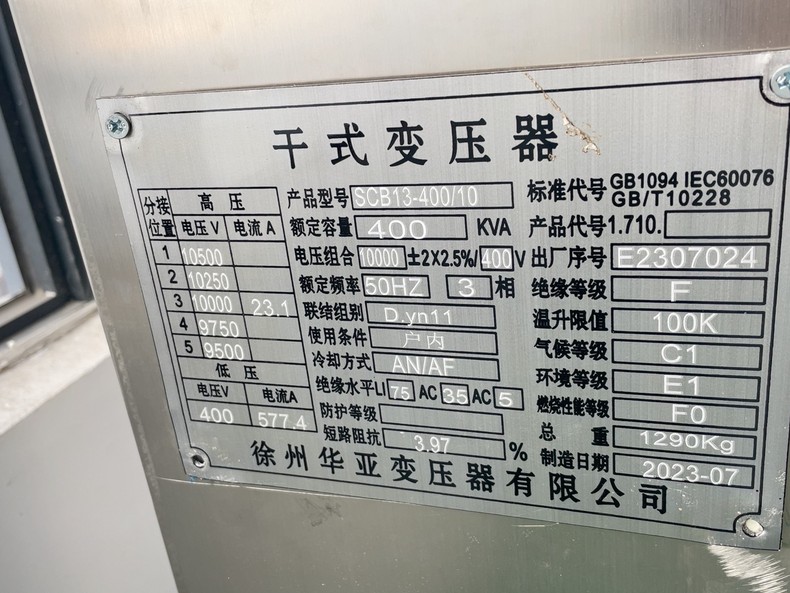 干式变压器
分接位置 高压
电压V 电流A
1 10500
2 10250
3 10000 23.1
4 9750
5 9500
低压
电压V 电流A
400 577.4
产品型号 SCB13-400/10
额定容量 400 KVA
电压组合 10000 ±2X2.5%/ 400 V
额定频率 50HZ 3 相
联结组别 D.yn11
使用条件 户内
冷却方式 AN/AF
绝缘水平LI 75 AC 35 AC 5
防护等级
短路阻抗 3.97 %
标准代号 GB1094 IEC60076
GB/T10228
产品代号1.710.
出厂序号 E2307024
绝缘等级 F
温升限值 100K
气候等级 C1
环境等级 E1
燃烧性能等级 F0
总重 1290Kg
制造日期 2023-07
徐州华亚变压器有限公司